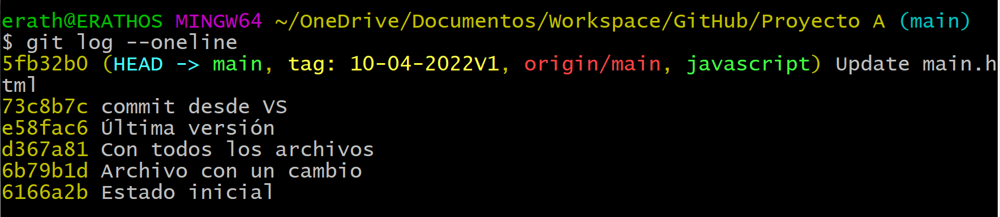 erath@ERATHOS MINGW64 ~/OneDrive/Documentos/Workspace/GitHub/Proyecto A (main)
$ git log --oneline
5fb32b0 (HEAD -> main, tag: 10-04-2022V1, origin/main, javascript) Update main.h
tml
73c8b7c commit desde VS
e58fac6 Última versión
d367a81 Con todos los archivos
6b79b1d Archivo con un cambio
6166a2b Estado inicial